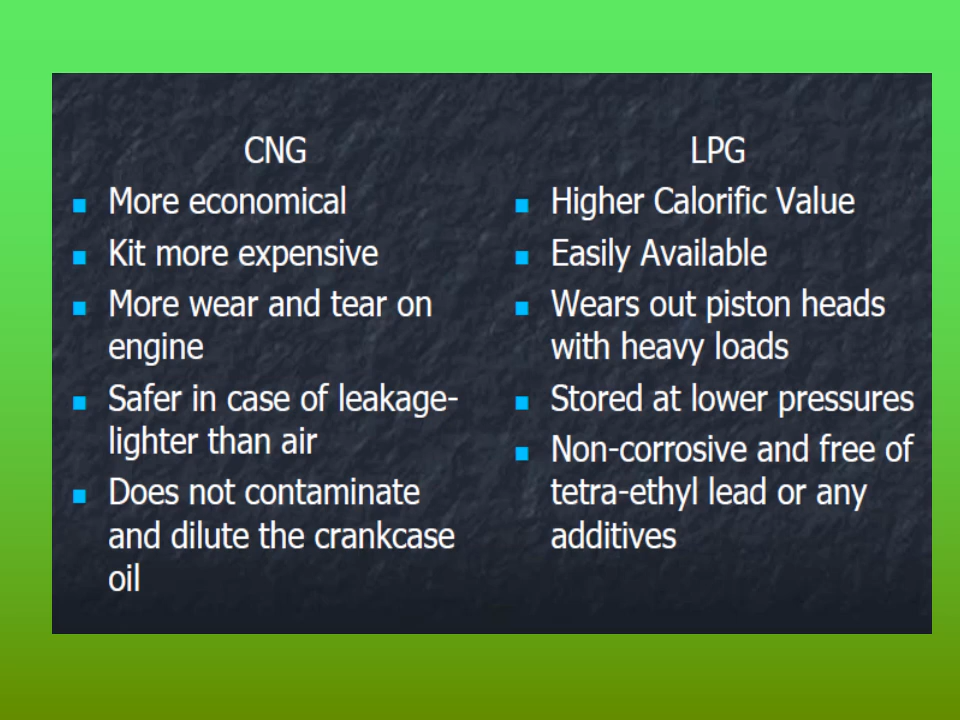 CNG
More economical
Kit more expensive
More wear and tear on
engine
Safer in case of leakage-
lighter than air
Does not contaminate
and dilute the crankcase
oil
LPG
Higher Calorific Value
Easily Available
Wears out piston heads
with heavy loads
Stored at lower pressures
Non-corrosive and free of
tetra-ethyl lead or any
additives